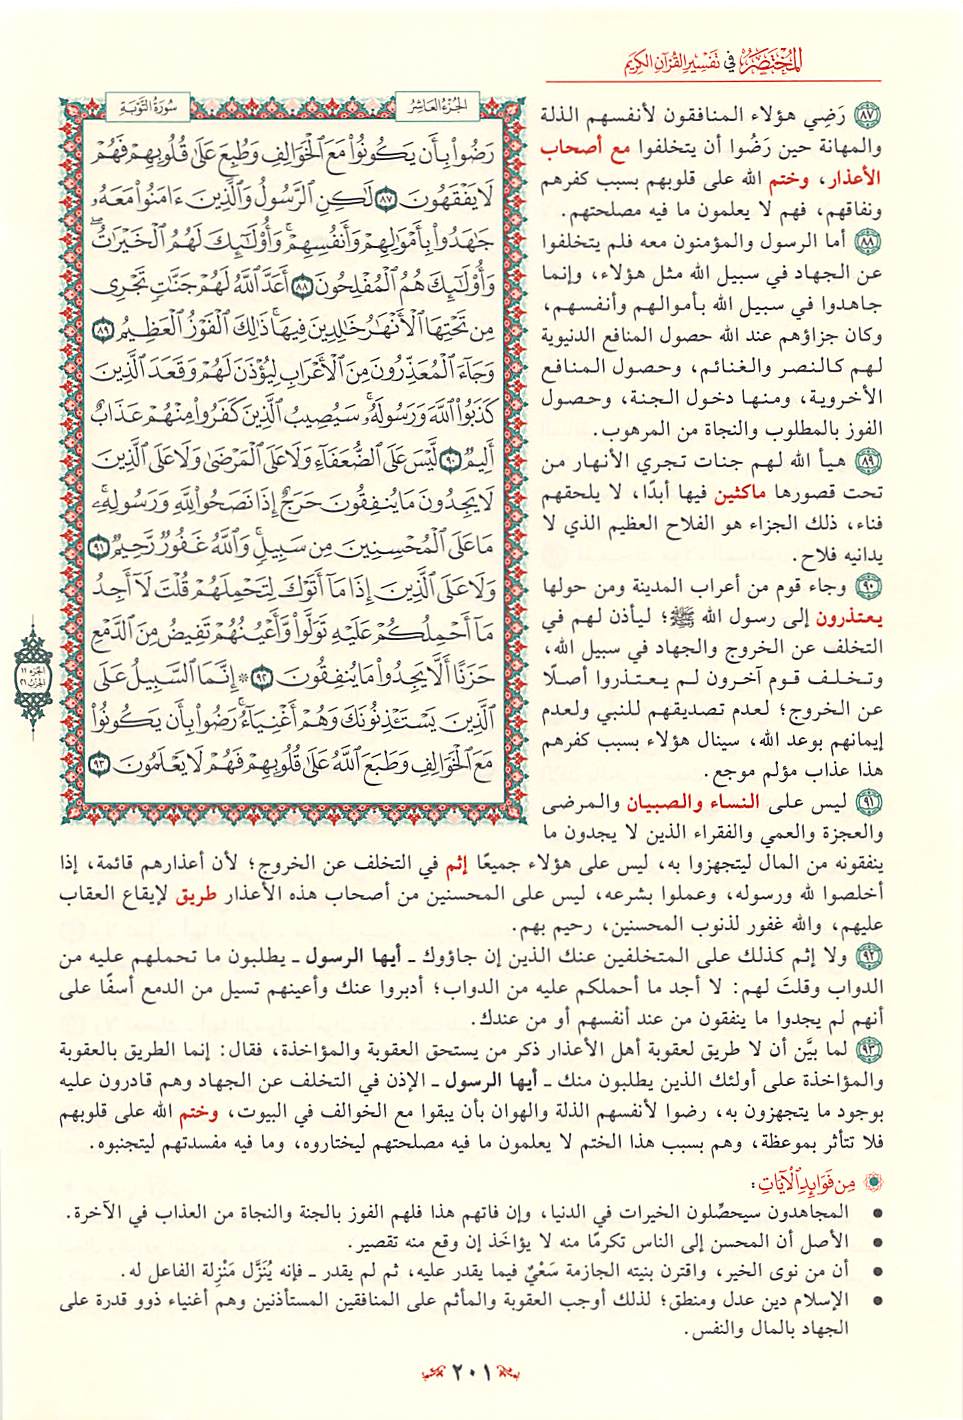 المُخْتَصَرُ في تَفْسِيرِ القُرْآنِ الكَرِيمِ
الجُزْءُ العَاشِرُ
سُورَةُ التَّوْبَةِ
رَضُوا۟ بِأَن يَكُونُوا۟ مَعَ ٱلْخَوَالِفِ وَطُبِعَ عَلَىٰ قُلُوبِهِمْ فَهُمْ
لَا يَفْقَهُونَ ٨٧ لَٰكِنِ ٱلرَّسُولُ وَٱلَّذِينَ ءَامَنُوا۟ مَعَهُۥ
جَٰهَدُوا۟ بِأَمْوَٰلِهِمْ وَأَنفُسِهِمْ ۚ وَأُو۟لَٰٓئِكَ لَهُمُ ٱلْخَيْرَٰتُ ۖ
وَأُو۟لَٰٓئِكَ هُمُ ٱلْمُفْلِحُونَ ٨٨ أَعَدَّ ٱللَّهُ لَهُمْ جَنَّٰتٍ تَجْرِى
مِن تَحْتِهَا ٱلْأَنْهَٰرُ خَٰلِدِينَ فِيهَا ۚ ذَٰلِكَ ٱلْفَوْزُ ٱلْعَظِيمُ ٨٩
وَجَآءَ ٱلْمُعَذِّرُونَ مِنَ ٱلْأَعْرَابِ لِيُؤْذَنَ لَهُمْ وَقَعَدَ ٱلَّذِينَ
كَذَبُوا۟ ٱللَّهَ وَرَسُولَهُۥ ۚ سَيُصِيبُ ٱلَّذِينَ كَفَرُوا۟ مِنْهُمْ عَذَابٌ
أَلِيمٌ ٩٠ لَّيْسَ عَلَى ٱلضُّعَفَآءِ وَلَا عَلَى ٱلْمَرْضَىٰ وَلَا عَلَى ٱلَّذِينَ
لَا يَجِدُونَ مَا يُنفِقُونَ حَرَجٌ إِذَا نَصَحُوا۟ لِلَّهِ وَرَسُولِهِۦ ۚ
مَا عَلَى ٱلْمُحْسِنِينَ مِن سَبِيلٍ ۚ وَٱللَّهُ غَفُورٌ رَّحِيمٌ ٩١
وَلَا عَلَى ٱلَّذِينَ إِذَا مَآ أَتَوْكَ لِتَحْمِلَهُمْ قُلْتَ لَآ أَجِدُ
مَآ أَحْمِلُكُمْ عَلَيْهِ تَوَلَّوا۟ وَّأَعْيُنُهُمْ تَفِيضُ مِنَ ٱلدَّمْعِ
حَزَنًا أَلَّا يَجِدُوا۟ مَا يُنفِقُونَ ٩٢ ۞ إِنَّمَا ٱلسَّبِيلُ عَلَى
ٱلَّذِينَ يَسْتَـْٔذِنُونَكَ وَهُمْ أَغْنِيَآءُ ۚ رَضُوا۟ بِأَن يَكُونُوا۟
مَعَ ٱلْخَوَالِفِ وَطَبَعَ ٱللَّهُ عَلَىٰ قُلُوبِهِمْ فَهُمْ لَا يَعْلَمُونَ ٩٣
الجزء ١١
الحزب ٢١
٨٧ رَضِي هؤلاء المنافقون لأنفسهم الذلة
والمهانة حين رَضُوا أن يتخلفوا مع أصحاب
الأعذار، وختم الله على قلوبهم بسبب كفرهم
ونفاقهم، فهم لا يعلمون ما فيه مصلحتهم.
٨٨ أما الرسول والمؤمنون معه فلم يتخلفوا
عن الجهاد في سبيل الله مثل هؤلاء، وإنما
جاهدوا في سبيل الله بأموالهم وأنفسهم،
وكان جزاؤهم عند الله حصول المنافع الدنيوية
لهم كالنصر والغنائم، وحصول المنافع
الأخروية، ومنها دخول الجنة، وحصول
الفوز بالمطلوب والنجاة من المرهوب.
٨٩ هيأ الله لهم جنات تجري الأنهار من
تحت قصورها ماكثين فيها أبدًا، لا يلحقهم
فناء، ذلك الجزاء هو الفلاح العظيم الذي لا
يدانيه فلاح.
٩٠ وجاء قوم من أعراب المدينة ومن حولها
يعتذرون إلى رسول الله ﷺ؛ ليأذن لهم في
التخلف عن الخروج والجهاد في سبيل الله،
وتخلف قوم آخرون لم يعتذروا أصلًا
عن الخروج؛ لعدم تصديقهم للنبي ولعدم
إيمانهم بوعد الله، سينال هؤلاء بسبب كفرهم
هذا عذاب مؤلم موجع.
٩١ ليس على النساء والصبيان والمرضى
والعجزة والعمي والفقراء الذين لا يجدون ما
ينفقونه من المال ليتجهزوا به، ليس على هؤلاء جميعًا إثم في التخلف عن الخروج؛ لأن أعذارهم قائمة، إذا
أخلصوا لله ورسوله، وعملوا بشرعه، ليس على المحسنين من أصحاب هذه الأعذار طريق لإيقاع العقاب
عليهم، والله غفور لذنوب المحسنين، رحيم بهم.
٩٢ ولا إثم كذلك على المتخلفين عنك الذين إن جاؤوك ـ أيها الرسول ـ يطلبون ما تحملهم عليه من
الدواب وقلتَ لهم: لا أجد ما أحملكم عليه من الدواب؛ أدبروا عنك وأعينهم تسيل من الدمع أسفًا على
أنهم لم يجدوا ما ينفقون من عند أنفسهم أو من عندك.
٩٣ لما بيَّن أن لا طريق لعقوبة أهل الأعذار ذكر من يستحق العقوبة والمؤاخذة، فقال: إنما الطريق بالعقوبة
والمؤاخذة على أولئك الذين يطلبون منك ـ أيها الرسول ـ الإذن في التخلف عن الجهاد وهم قادرون عليه
بوجود ما يتجهزون به، رضوا لأنفسهم الذلة والهوان بأن يبقوا مع الخوالف في البيوت، وختم الله على قلوبهم
فلا تتأثر بموعظة، وهم بسبب هذا الختم لا يعلمون ما فيه مصلحتهم ليختاروه، وما فيه مفسدتهم ليتجنبوه.
مِن فَوَائِدِ ٱلْآيَاتِ:
• المجاهدون سيحصِّلون الخيرات في الدنيا، وإن فاتهم هذا فلهم الفوز بالجنة والنجاة من العذاب في الآخرة.
• الأصل أن المحسن إلى الناس تكرمًا منه لا يؤاخَذ إن وقع منه تقصير.
• أن من نوى الخير، واقترن بنيته الجازمة سَعْيٌ فيما يقدر عليه، ثم لم يقدر ـ فإنه يُنَزَّل مَنْزِلة الفاعل له.
• الإسلام دين عدل ومنطق؛ لذلك أوجب العقوبة والمأثم على المنافقين المستأذنين وهم أغنياء ذوو قدرة على
الجهاد بالمال والنفس.
٢٠١